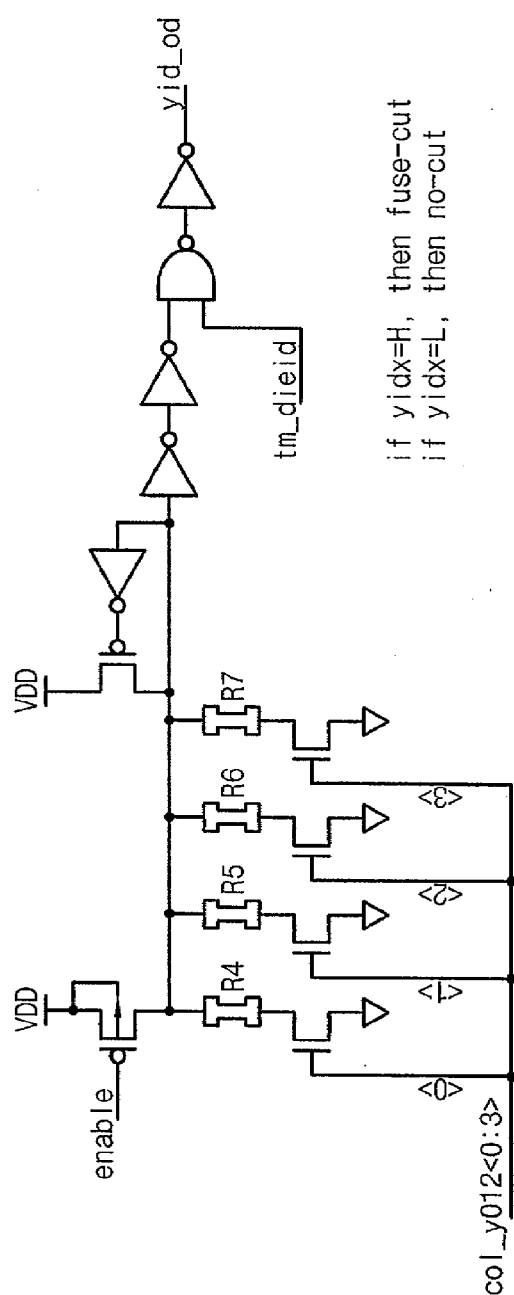 VDD
enable
VDD
R4
R5
R6
R7
<0>
<1>
<2>
<3>
col_y012<0:3>
tm_dieid
yid_od
if yidx=H, then fuse-cut
if yidx=L, then no-cut